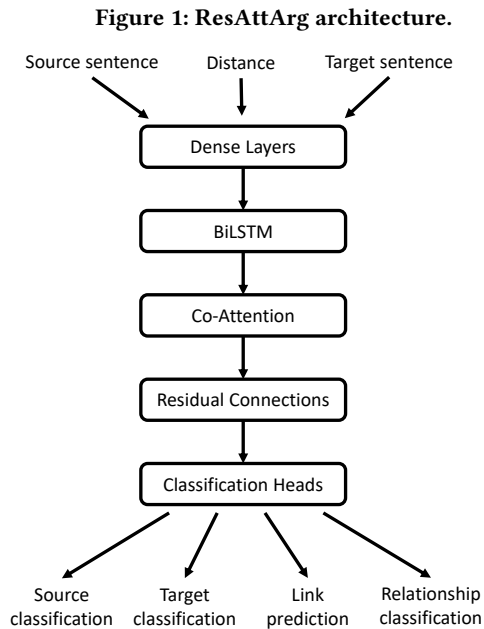 Figure 1: ResAttArg architecture.
Source sentence
Distance
Target sentence
Dense Layers
BiLSTM
Co-Attention
Residual Connections
Classification Heads
Source
classification
Target
classification
Link
prediction
Relationship
classification